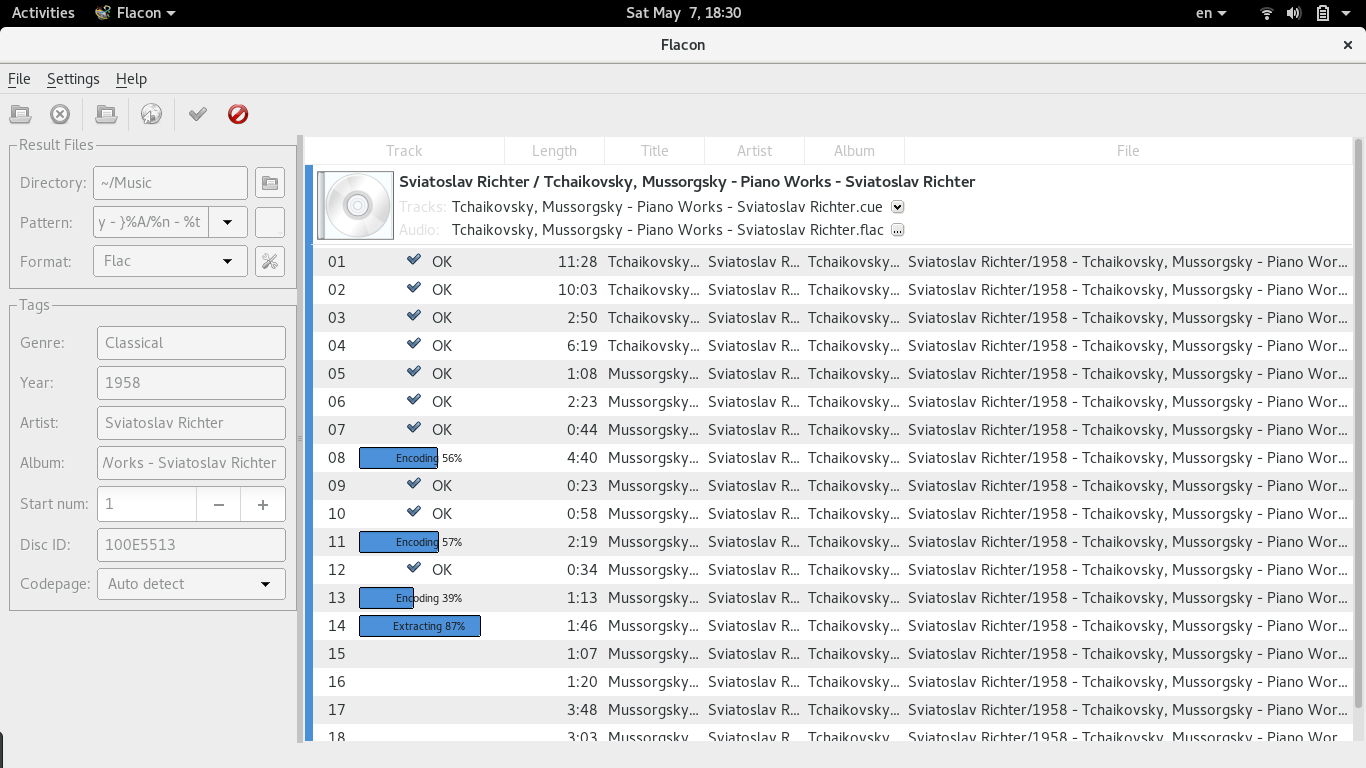 Activities Flacon Sat May 7, 18:30 en
Flacon
File Settings Help
Result Files
Directory: ~/Music
Pattern: y - }%A/%n - %t
Format: Flac
Tags
Genre: Classical
Year: 1958
Artist: Sviatoslav Richter
Album: Works - Sviatoslav Richter
Start num: 1
Disc ID: 100E5513
Codepage: Auto detect
Track Length Title Artist Album File
Sviatoslav Richter / Tchaikovsky, Mussorgsky - Piano Works - Sviatoslav Richter
Tracks: Tchaikovsky, Mussorgsky - Piano Works - Sviatoslav Richter.cue
Audio: Tchaikovsky, Mussorgsky - Piano Works - Sviatoslav Richter.flac
01 OK 11:28 Tchaikovsky... Sviatoslav R... Tchaikovsky... Sviatoslav Richter/1958 - Tchaikovsky, Mussorgsky - Piano Wor...
02 OK 10:03 Tchaikovsky... Sviatoslav R... Tchaikovsky... Sviatoslav Richter/1958 - Tchaikovsky, Mussorgsky - Piano Wor...
03 OK 2:50 Tchaikovsky... Sviatoslav R... Tchaikovsky... Sviatoslav Richter/1958 - Tchaikovsky, Mussorgsky - Piano Wor...
04 OK 6:19 Tchaikovsky... Sviatoslav R... Tchaikovsky... Sviatoslav Richter/1958 - Tchaikovsky, Mussorgsky - Piano Wor...
05 OK 1:08 Mussorgsky... Sviatoslav R... Tchaikovsky... Sviatoslav Richter/1958 - Tchaikovsky, Mussorgsky - Piano Wor...
06 OK 2:23 Mussorgsky... Sviatoslav R... Tchaikovsky... Sviatoslav Richter/1958 - Tchaikovsky, Mussorgsky - Piano Wor...
07 OK 0:44 Mussorgsky... Sviatoslav R... Tchaikovsky... Sviatoslav Richter/1958 - Tchaikovsky, Mussorgsky - Piano Wor...
08 Encoding 56% 4:40 Mussorgsky... Sviatoslav R... Tchaikovsky... Sviatoslav Richter/1958 - Tchaikovsky, Mussorgsky - Piano Wor...
09 OK 0:23 Mussorgsky... Sviatoslav R... Tchaikovsky... Sviatoslav Richter/1958 - Tchaikovsky, Mussorgsky - Piano Wor...
10 OK 0:58 Mussorgsky... Sviatoslav R... Tchaikovsky... Sviatoslav Richter/1958 - Tchaikovsky, Mussorgsky - Piano Wor...
11 Encoding 57% 2:19 Mussorgsky... Sviatoslav R... Tchaikovsky... Sviatoslav Richter/1958 - Tchaikovsky, Mussorgsky - Piano Wor...
12 OK 0:34 Mussorgsky... Sviatoslav R... Tchaikovsky... Sviatoslav Richter/1958 - Tchaikovsky, Mussorgsky - Piano Wor...
13 Encoding 39% 1:13 Mussorgsky... Sviatoslav R... Tchaikovsky... Sviatoslav Richter/1958 - Tchaikovsky, Mussorgsky - Piano Wor...
14 Extracting 87% 1:46 Mussorgsky... Sviatoslav R... Tchaikovsky... Sviatoslav Richter/1958 - Tchaikovsky, Mussorgsky - Piano Wor...
15 1:07 Mussorgsky... Sviatoslav R... Tchaikovsky... Sviatoslav Richter/1958 - Tchaikovsky, Mussorgsky - Piano Wor...
16 1:20 Mussorgsky... Sviatoslav R... Tchaikovsky... Sviatoslav Richter/1958 - Tchaikovsky, Mussorgsky - Piano Wor...
17 3:48 Mussorgsky... Sviatoslav R... Tchaikovsky... Sviatoslav Richter/1958 - Tchaikovsky, Mussorgsky - Piano Wor...
18 3:03 Mussorgsky... Sviatoslav R... Tchaikovsky... Sviatoslav Richter/1958 - Tchaikovsky, Mussorgsky - Piano Wor...